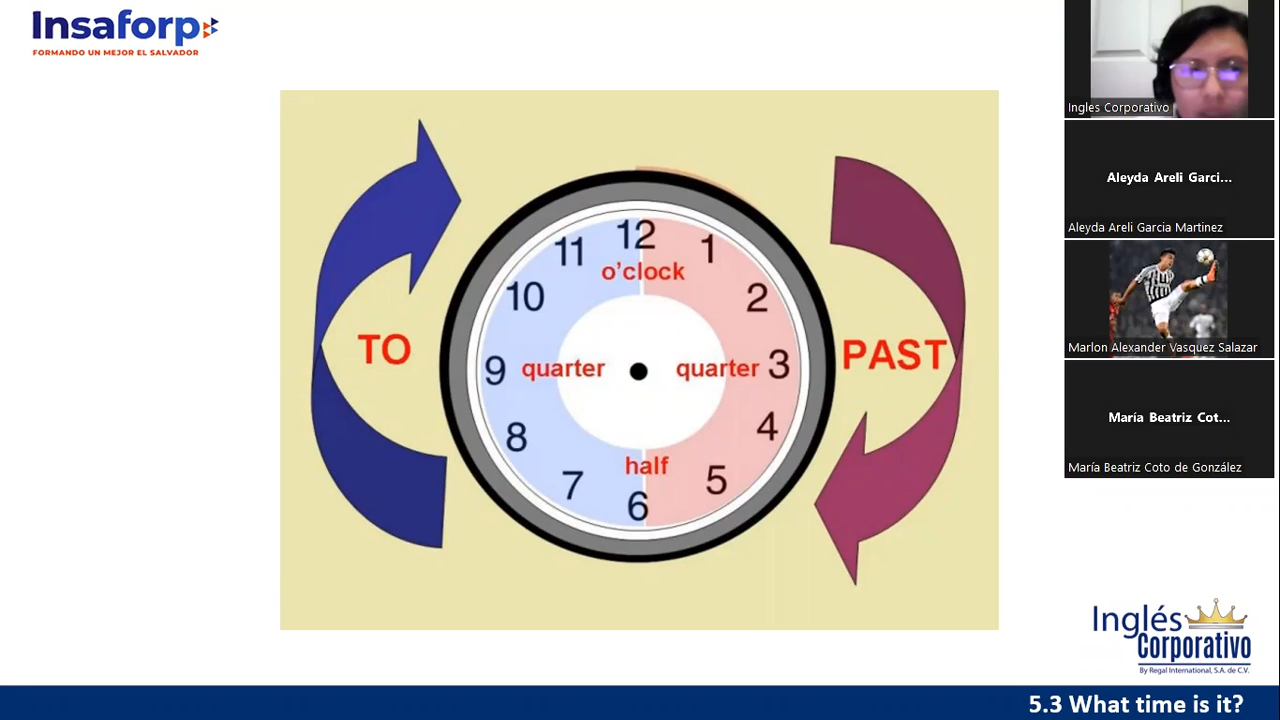 Insaforp
FORMANDO UN MEJOR EL SALVADOR
TO
PAST
12
11
1
o'clock
10
2
9
quarter
quarter
3
8
4
half
7
5
6
Ingles Corporativo
Aleyda Areli Garci...
Aleyda Areli Garcia Martinez
Marlon Alexander Vasquez Salazar
María Beatriz Cot...
María Beatriz Coto de González
Inglés
Corporativo
By Regal International, S.A. de C.V.
5.3 What time is it?